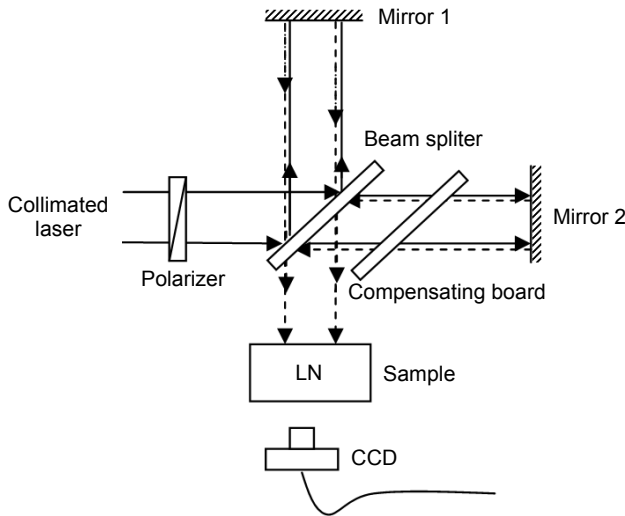 Mirror 1
Beam spliter
Collimated
laser
Mirror 2
Polarizer
Compensating board
LN
Sample
CCD